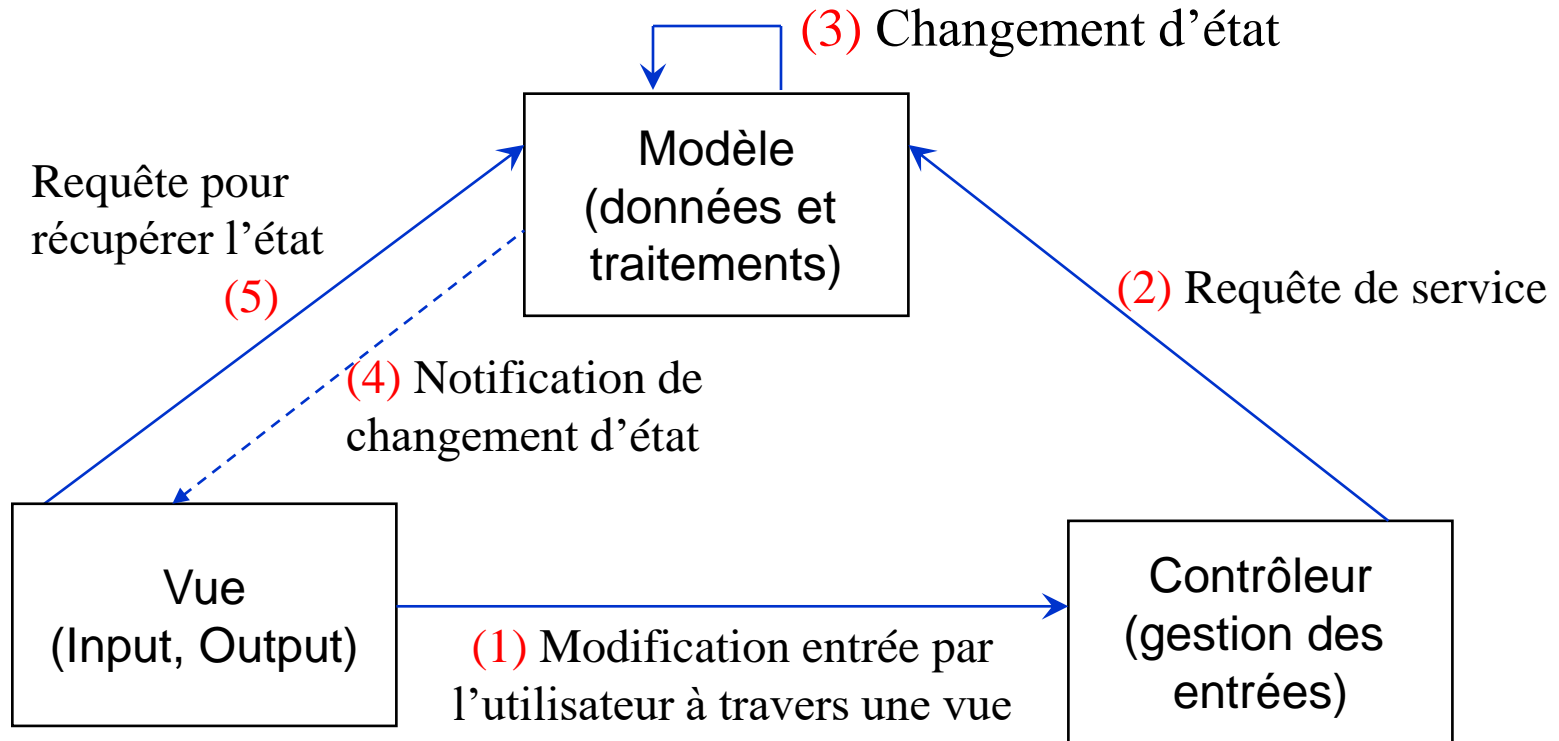 (3) Changement d’état
Modèle
(données et
traitements)
Requête pour
récupérer l’état
(5)
(2) Requête de service
(4) Notification de
changement d’état
Vue
(Input, Output)
(1) Modification entrée par
l’utilisateur à travers une vue
Contrôleur
(gestion des
entrées)